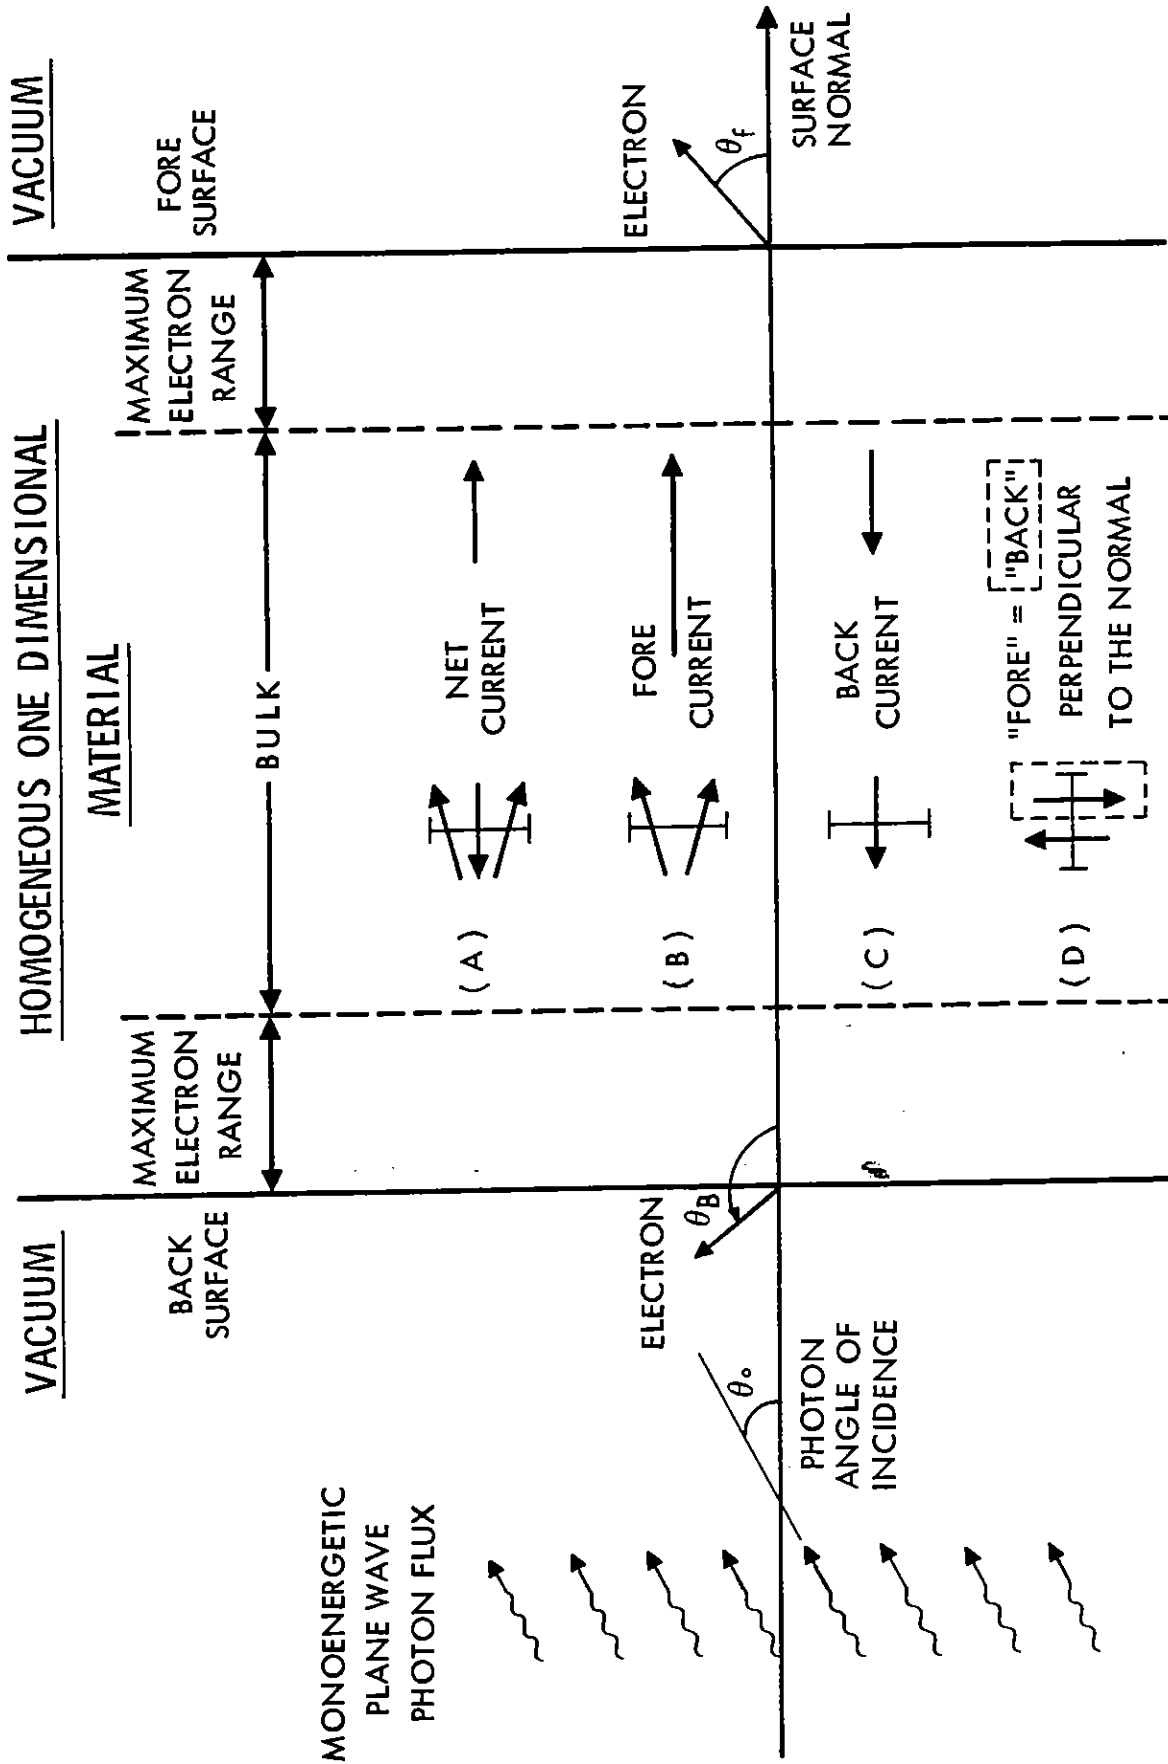 VACUUM
HOMOGENEOUS ONE DIMENSIONAL
MATERIAL
VACUUM
BACK
SURFACE
MAXIMUM
ELECTRON
RANGE
BULK
MAXIMUM
ELECTRON
RANGE
FORE
SURFACE
MONOENERGETIC
PLANE WAVE
PHOTON FLUX
(A)
NET
CURRENT
(B)
FORE
CURRENT
ELECTRON
θB
ELECTRON
θf
θo
PHOTON
ANGLE OF
INCIDENCE
SURFACE
NORMAL
(C)
BACK
CURRENT
(D)
"FORE" = "BACK"
PERPENDICULAR
TO THE NORMAL